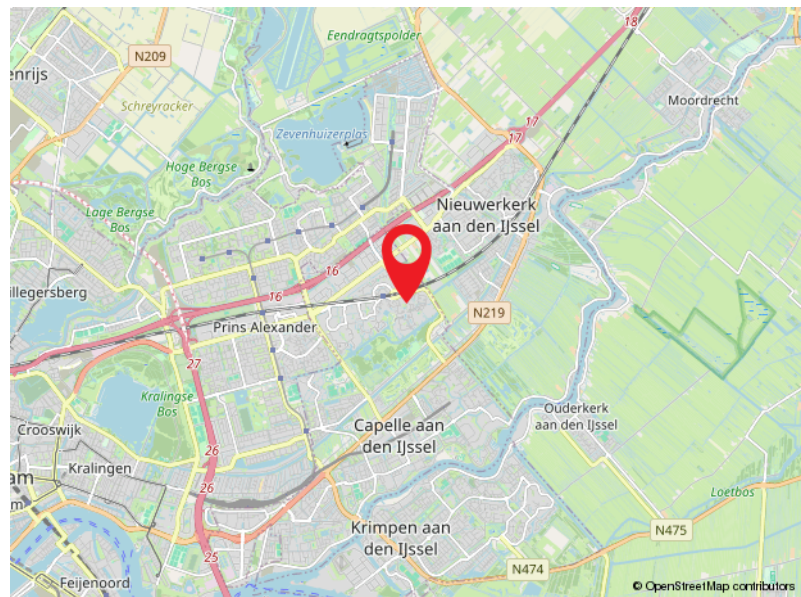 Eendragtspolder
18
N209
enrijs
Schreyracker
Moordrecht
17
Zevenhuizerplas
17
Hoge Bergse
Bos
Nieuwerkerk
aan den IJssel
Lage Bergse
Bos
16
illegersberg
16
N219
Prins Alexander
27
Kralingse
Bos
Ouderkerk
aan den IJssel
Crooswijk
Capelle aan
den IJssel
26
Kralingen
am
26
m
Loetbos
Krimpen aan
den IJssel
N475
25
N474
Feijenoord
© OpenStreetMap contributors